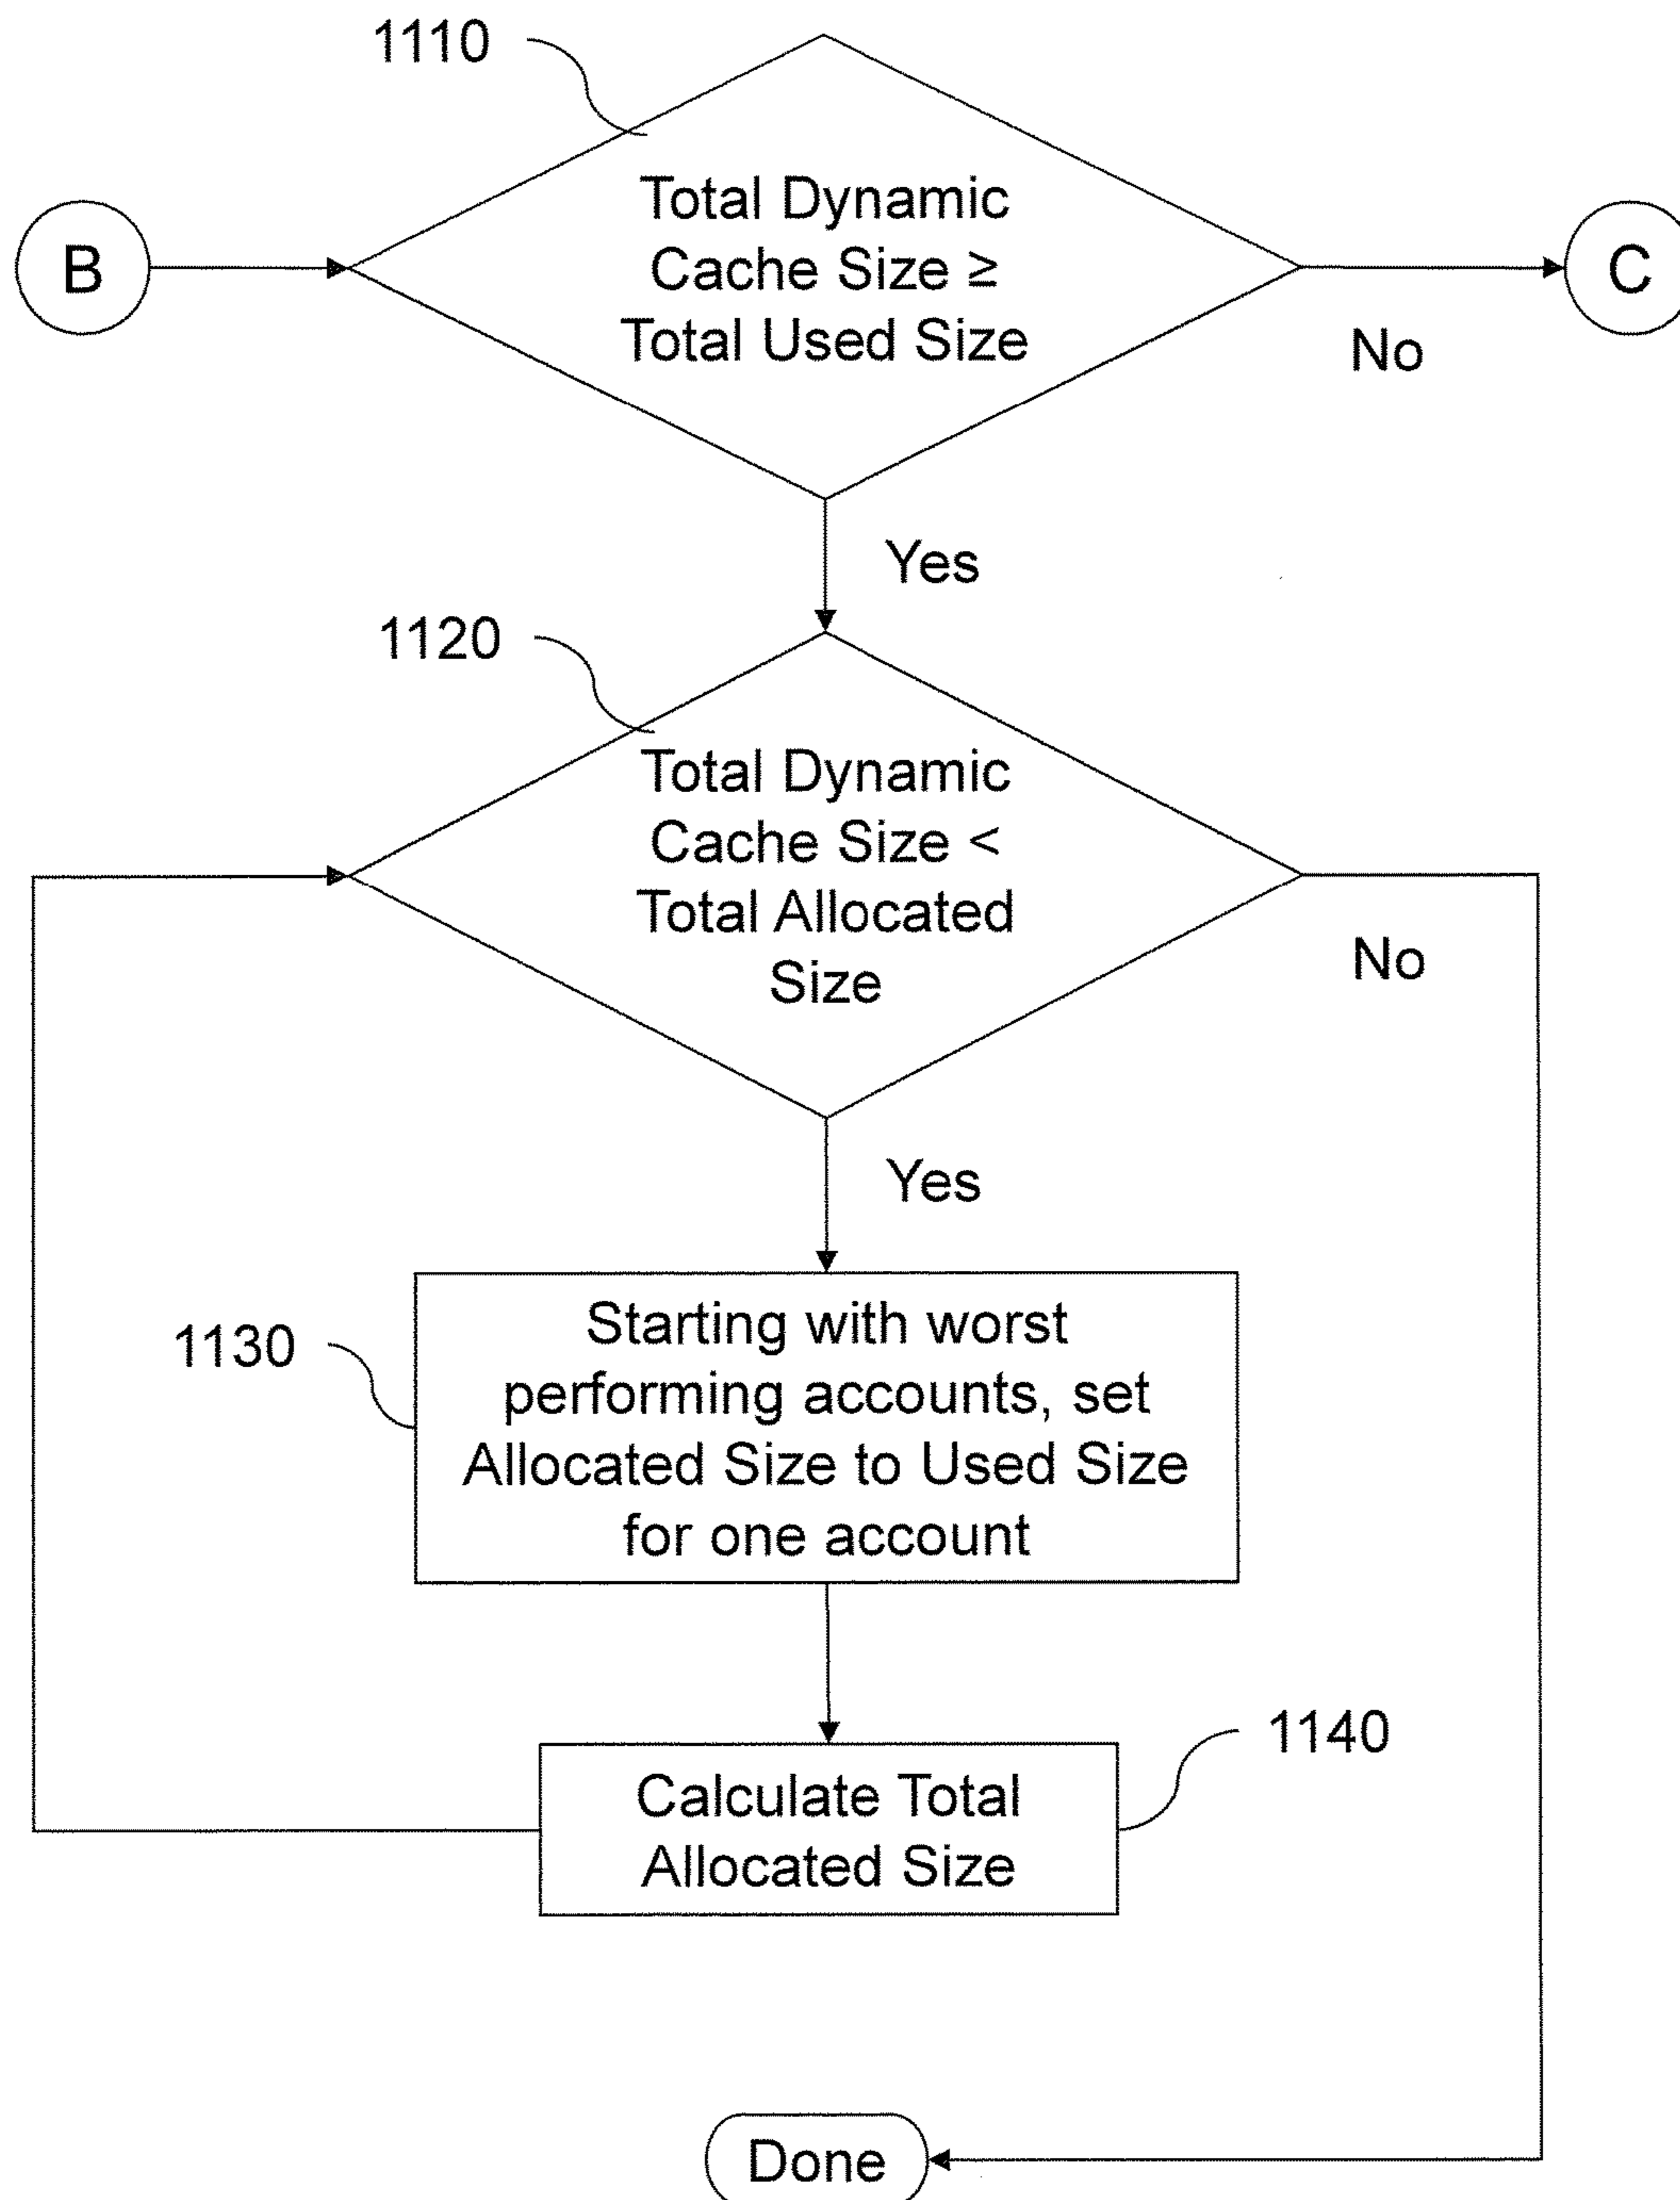 1110
Total Dynamic
Cache Size ≥
Total Used Size
B
C
No
Yes
1120
Total Dynamic
Cache Size <
Total Allocated
Size
No
Yes
1130
Starting with worst
performing accounts, set
Allocated Size to Used Size
for one account
1140
Calculate Total
Allocated Size
Done